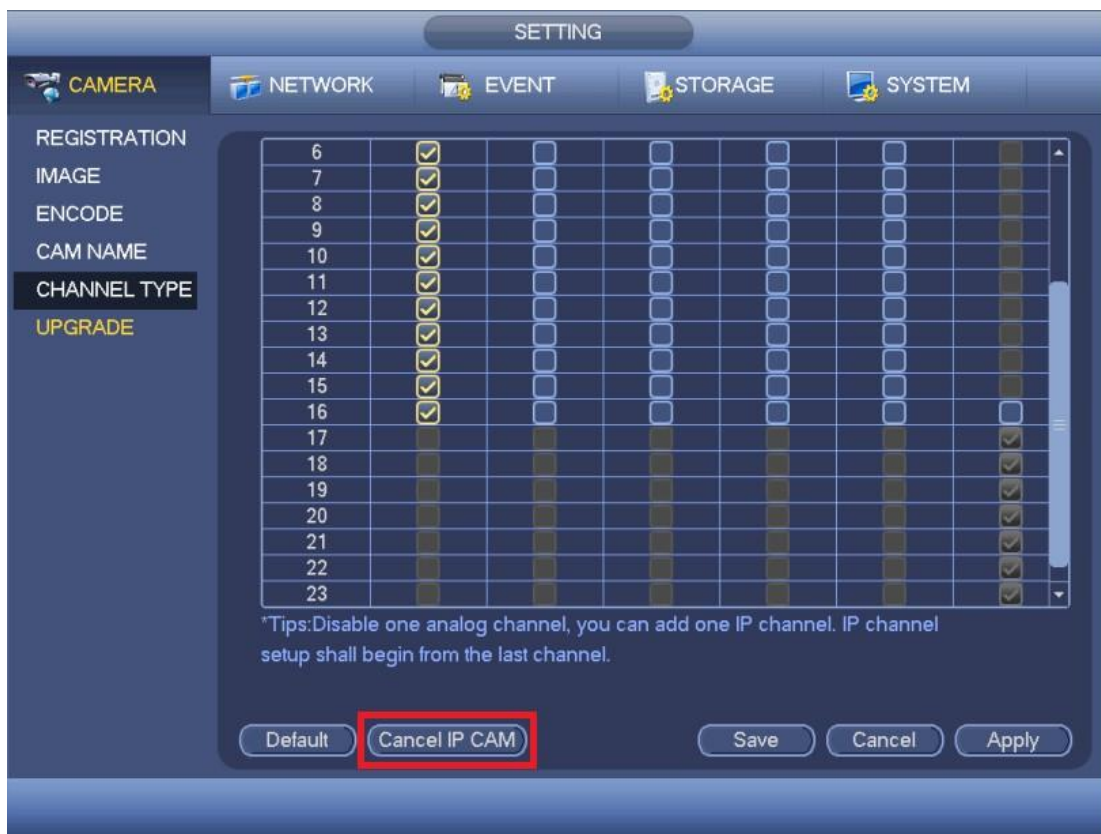 SETTING
CAMERA NETWORK EVENT STORAGE SYSTEM
REGISTRATION
IMAGE
ENCODE
CAM NAME
CHANNEL TYPE
UPGRADE
6
7
8
9
10
11
12
13
14
15
16
17
18
19
20
21
22
23
*Tips:Disable one analog channel, you can add one IP channel. IP channel
setup shall begin from the last channel.
Default Cancel IP CAM Save Cancel Apply